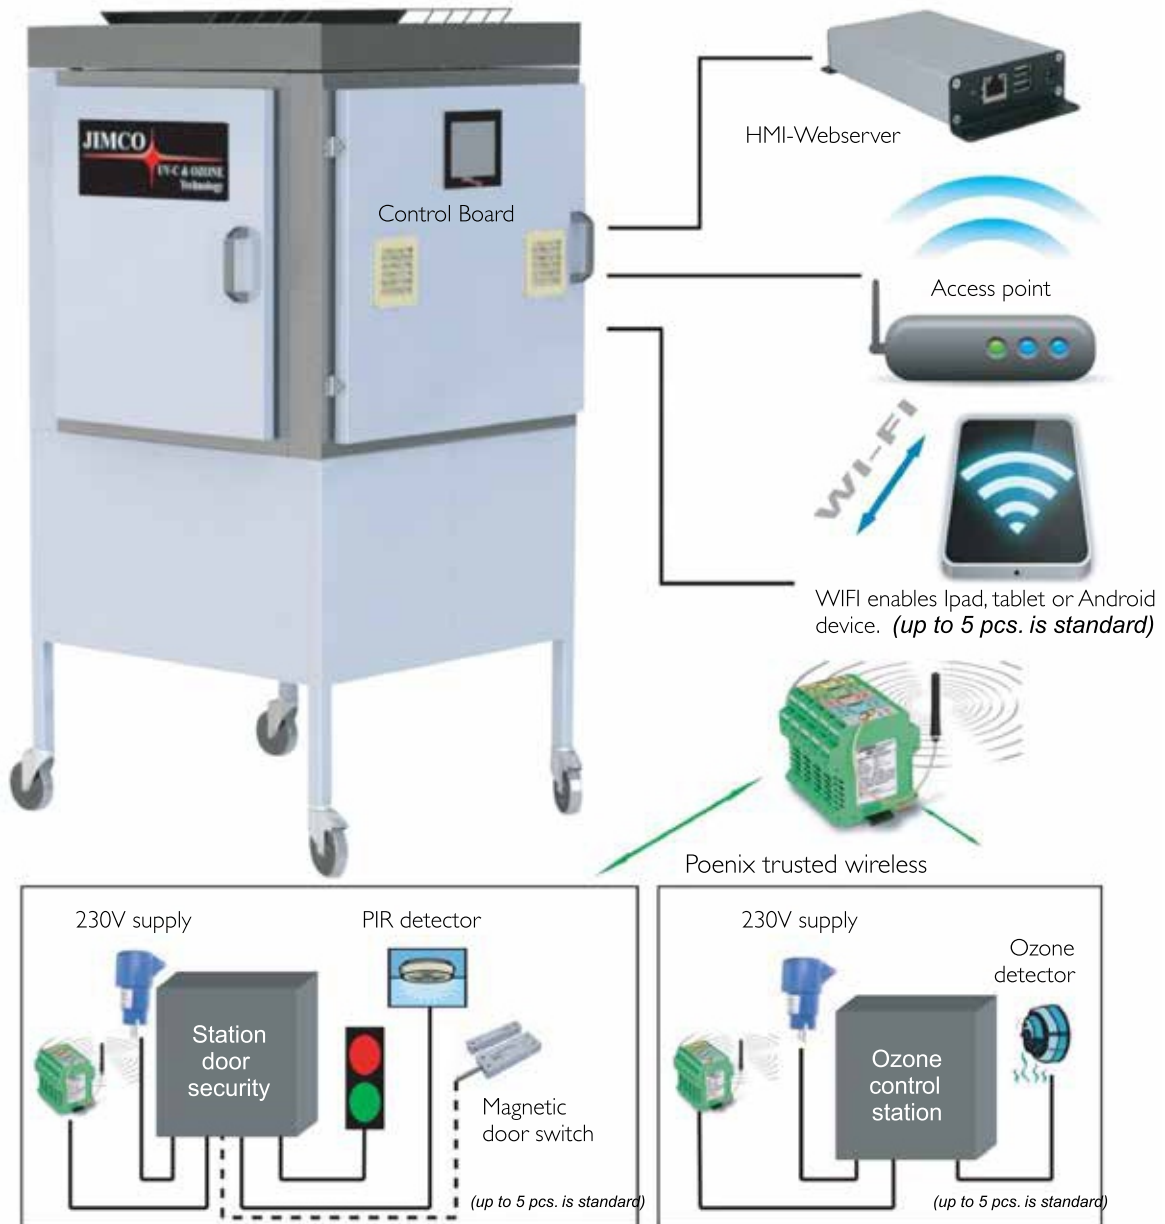 JIMCO
UV-C & OZONE
Technology
Control Board
HMI-Webserver
Access point
WI-FI
WIFI enables Ipad, tablet or Android
device. (up to 5 pcs. is standard)
Poenix trusted wireless
230V supply
PIR detector
Station
door
security
Magnetic
door switch
(up to 5 pcs. is standard)
230V supply
Ozone
detector
Ozone
control
station
(up to 5 pcs. is standard)